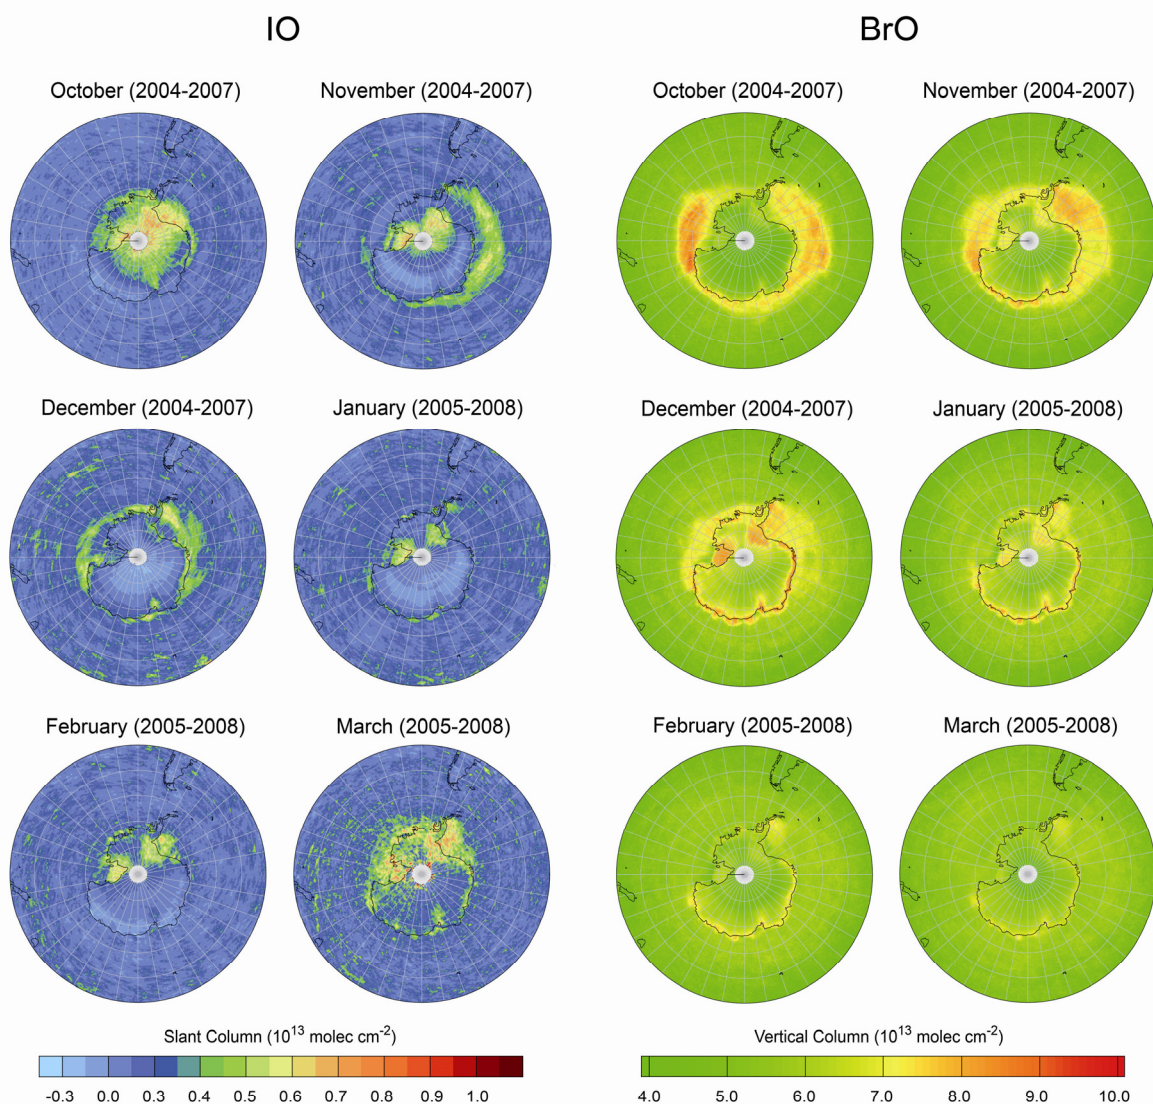 IO BrO
October (2004-2007) November (2004-2007) October (2004-2007) November (2004-2007)
December (2004-2007) January (2005-2008) December (2004-2007) January (2005-2008)
February (2005-2008) March (2005-2008) February (2005-2008) March (2005-2008)
Slant Column (10¹³ molec cm⁻²) Vertical Column (10¹³ molec cm⁻²)
-0.3 0.0 0.3 0.4 0.5 0.6 0.7 0.8 0.9 1.0 4.0 5.0 6.0 7.0 8.0 9.0 10.0